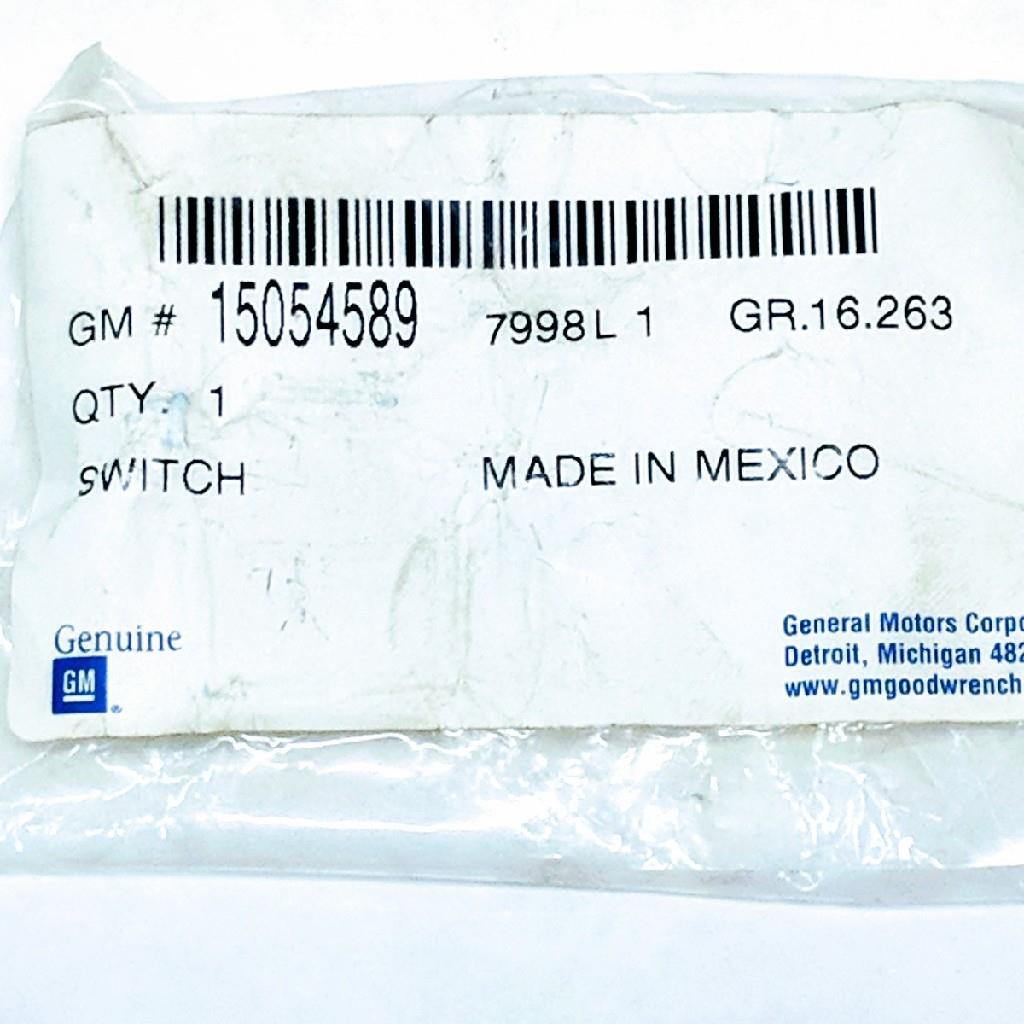 GM # 15054589 7998L 1 GR.16.263
QTY. 1
SWITCH MADE IN MEXICO
Genuine
GM
General Motors Corpo
Detroit, Michigan 482
www.gmgoodwrench